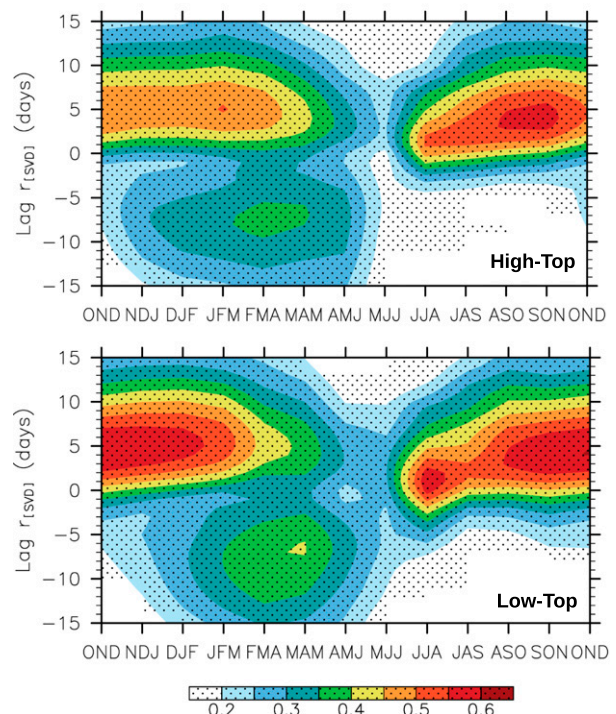 15
10
5
0
−5
−10
−15
Lag r[SVD] (days)
High-Top
OND NDJ DJF JFM FMA MAM AMJ MJJ JJA JAS ASO SON OND
15
10
5
0
−5
−10
−15
Lag r[SVD] (days)
Low-Top
OND NDJ DJF JFM FMA MAM AMJ MJJ JJA JAS ASO SON OND
0.2 0.3 0.4 0.5 0.6